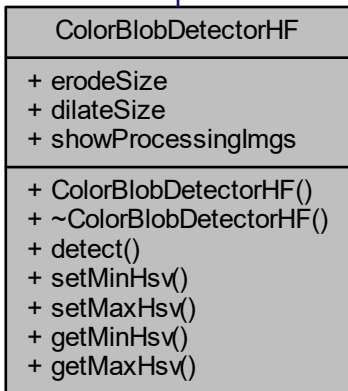 ColorBlobDetectorHF
+ erodeSize
+ dilateSize
+ showProcessingImgs
+ ColorBlobDetectorHF()
+ ~ColorBlobDetectorHF()
+ detect()
+ setMinHsv()
+ setMaxHsv()
+ getMinHsv()
+ getMaxHsv()